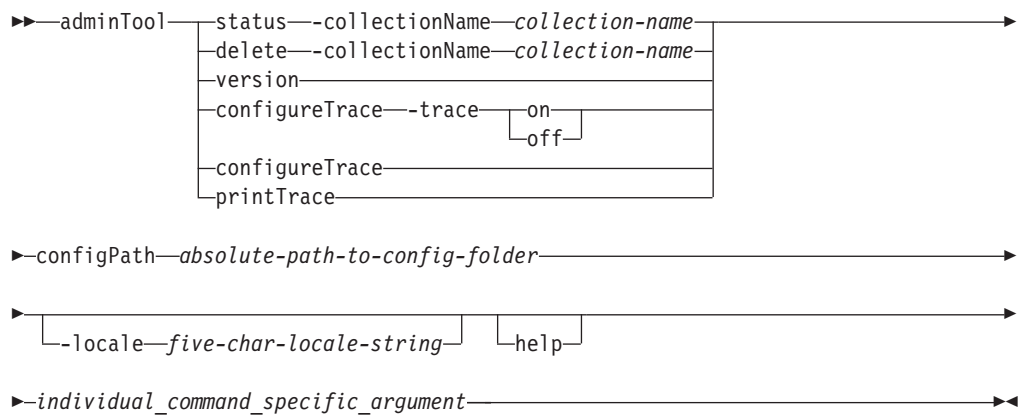 adminTool status -collectionName collection-name
delete -collectionName collection-name
version
configureTrace -trace on
off
configureTrace
printTrace
configPath absolute-path-to-config-folder
-locale five-char-locale-string help
individual_command_specific_argument